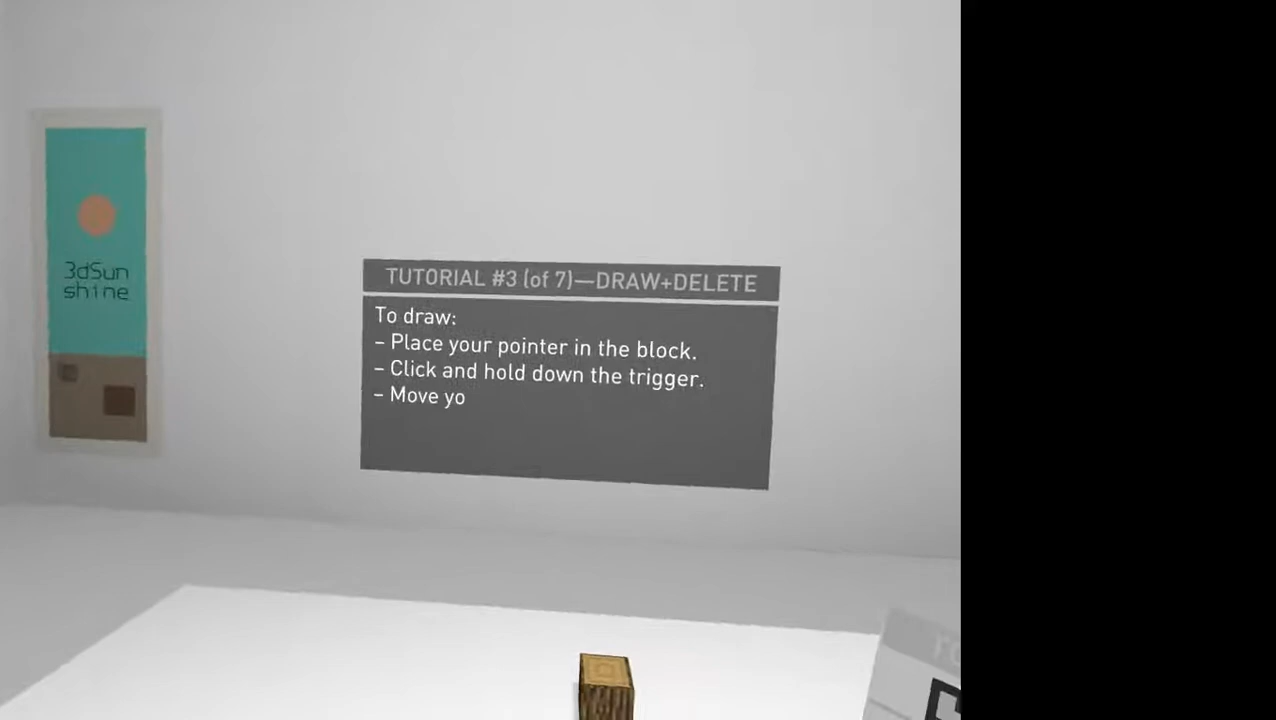 3dSun
shine
TUTORIAL #3 (of 7)—DRAW+DELETE
To draw:
– Place your pointer in the block.
– Click and hold down the trigger.
– Move yo